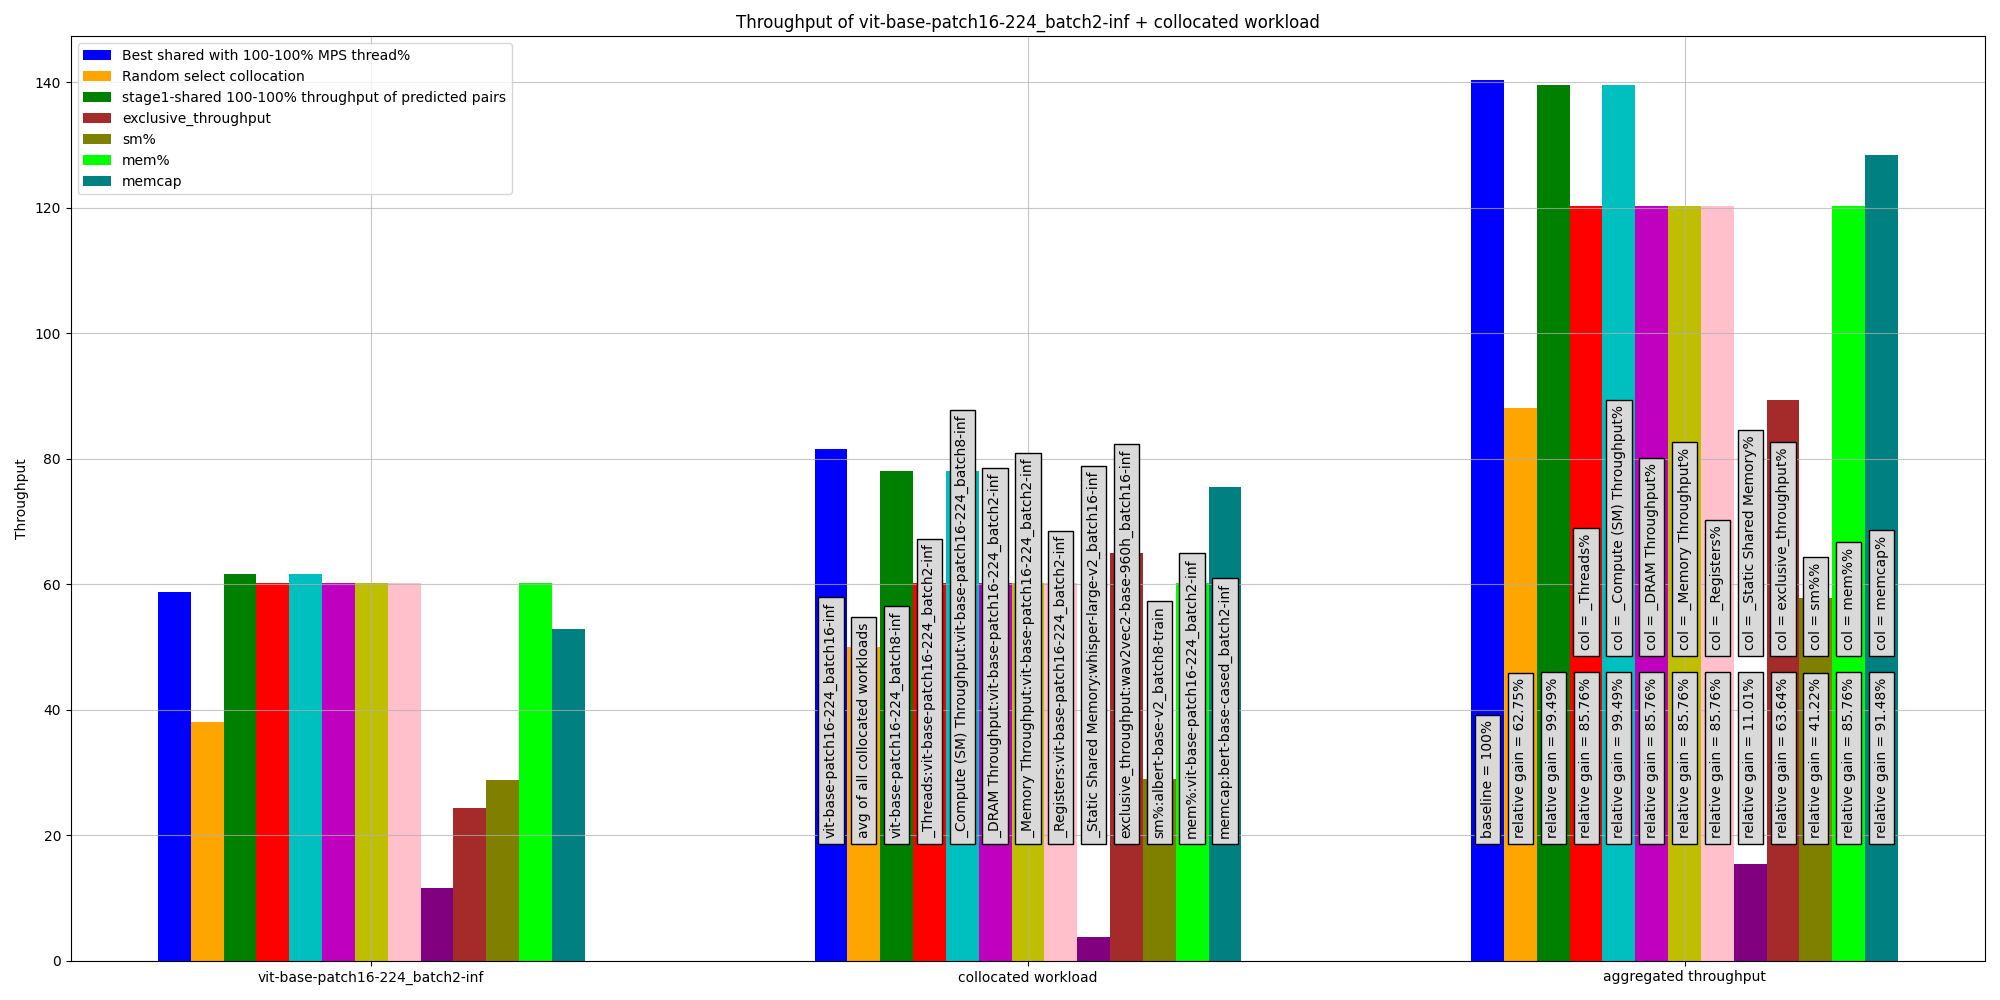 Throughput of vit-base-patch16-224_batch2-inf + collocated workload
Best shared with 100-100% MPS thread%
Random select collocation
stage1-shared 100-100% throughput of predicted pairs
exclusive_throughput
sm%
mem%
memcap
Throughput
140
120
100
80
60
40
20
0
vit-base-patch16-224_batch16-inf
avg of all collocated workloads
vit-base-patch16-224_batch8-inf
_Threads:vit-base-patch16-224_batch2-inf
_Compute (SM) Throughput:vit-base-patch16-224_batch8-inf
_DRAM Throughput:vit-base-patch16-224_batch2-inf
_Memory Throughput:vit-base-patch16-224_batch2-inf
_Registers:vit-base-patch16-224_batch2-inf
_Static Shared Memory:whisper-large-v2_batch16-inf
exclusive_throughput:wav2vec2-base-960h_batch16-inf
sm%:albert-base-v2_batch8-train
mem%:vit-base-patch16-224_batch2-inf
memcap:bert-base-cased_batch2-inf
col = _Threads%
col = _Compute (SM) Throughput%
col = _DRAM Throughput%
col = _Memory Throughput%
col = _Registers%
col = _Static Shared Memory%
col = exclusive_throughput%
col = sm%%
col = mem%%
col = memcap%
baseline = 100%
relative gain = 62.75%
relative gain = 99.49%
relative gain = 85.76%
relative gain = 99.49%
relative gain = 85.76%
relative gain = 85.76%
relative gain = 85.76%
relative gain = 11.01%
relative gain = 63.64%
relative gain = 41.22%
relative gain = 85.76%
relative gain = 91.48%
vit-base-patch16-224_batch2-inf
collocated workload
aggregated throughput